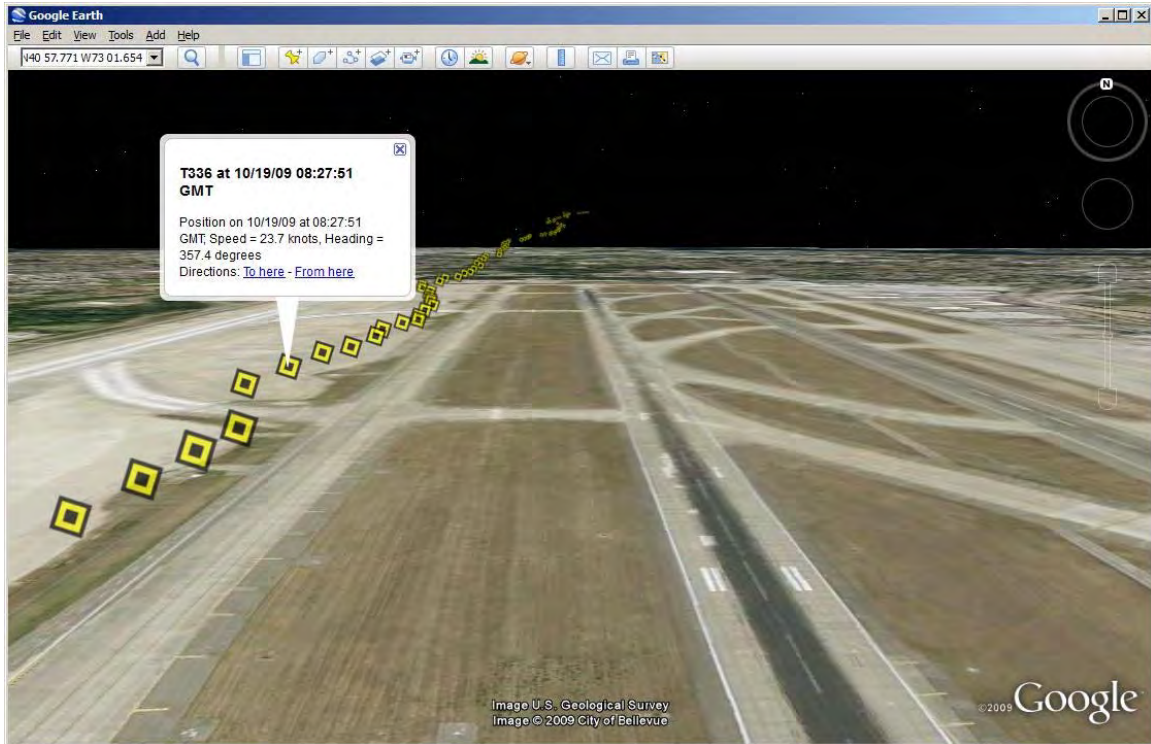 Google Earth
File Edit View Tools Add Help
N40 57.771 W73 01.654
N
T336 at 10/19/09 08:27:51
GMT
Position on 10/19/09 at 08:27:51
GMT; Speed = 23.7 knots, Heading =
357.4 degrees
Directions: To here - From here
Image U.S. Geological Survey
Image © 2009 City of Bellevue
©2009 Google